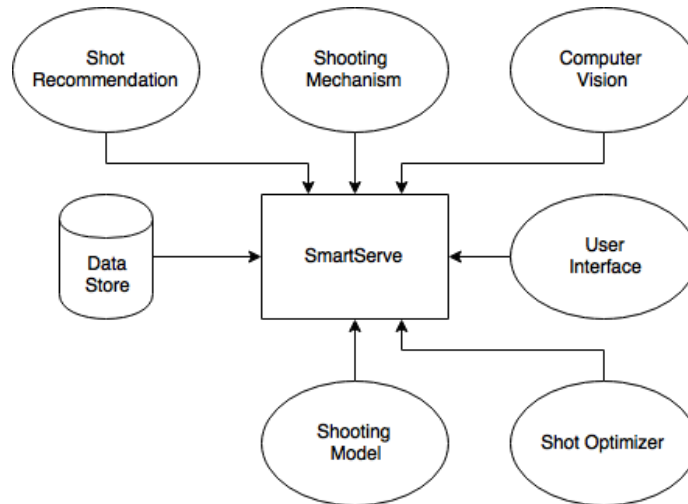 Shot
Recommendation
Shooting
Mechanism
Computer
Vision
Data
Store
SmartServe
User
Interface
Shooting
Model
Shot Optimizer